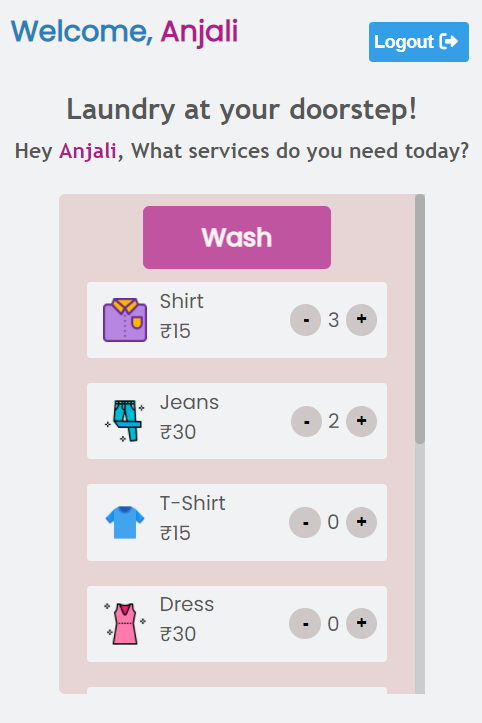 Welcome, Anjali
Logout
Laundry at your doorstep!
Hey Anjali, What services do you need today?
Wash
Shirt
₹15
- 3 +
Jeans
₹30
- 2 +
T-Shirt
₹15
- 0 +
Dress
₹30
- 0 +